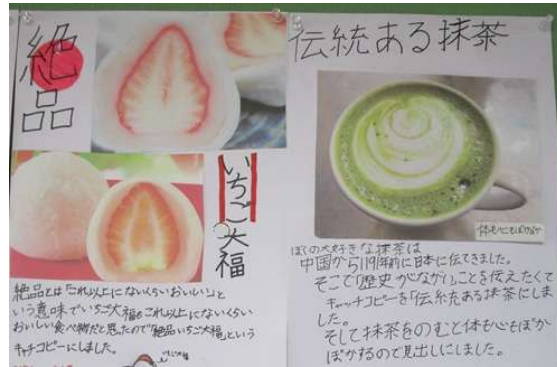 絶品
いちご大福
絶品とは「これ以上にないくらいおいしい」と
いう意味でいちご大福もこれ以上にないくらい
おいしい食べ物だと思ったので「絶品いちご大福」という
キャチコピーにしました。
伝統ある抹茶
体も心もぽかぽか
ぼくの大好きな抹茶は
中国から119年前に日本に伝てきました。
そこで「歴史がながい」ことを伝えたくて
キャッチコピーを「伝統ある抹茶にしま
した。
そして抹茶をのむと体も心もぽか
ぽかするので見出しにしました。